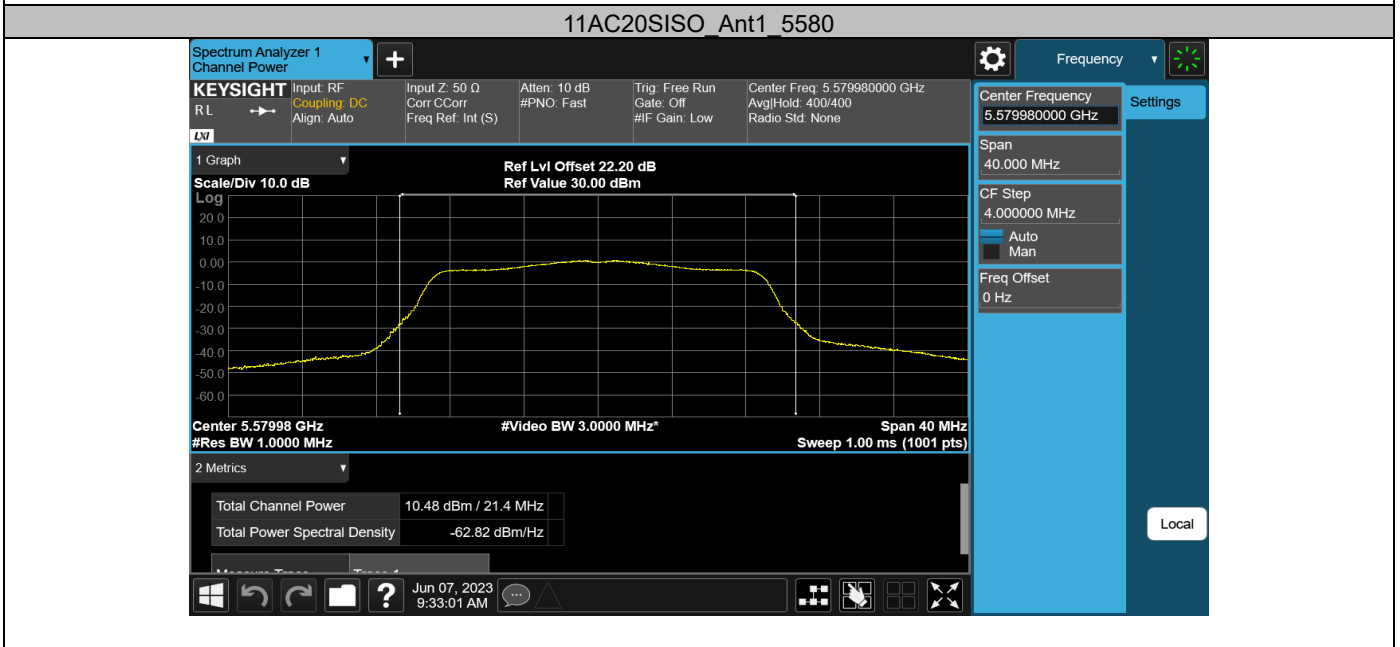 11AC20SISO_Ant1_5580
Spectrum Analyzer 1
Channel Power
Frequency
KEYSIGHT
R L
LXI
Input: RF
Coupling: DC
Align: Auto
Input Z: 50 Ω
Corr CCorr
Freq Ref: Int (S)
Atten: 10 dB
#PNO: Fast
Trig: Free Run
Gate: Off
#IF Gain: Low
Center Freq: 5.579980000 GHz
Avg|Hold: 400/400
Radio Std: None
Center Frequency
5.579980000 GHz
Settings
Span
40.000 MHz
CF Step
4.000000 MHz
Auto
Man
Freq Offset
0 Hz
Local
1 Graph
Ref Lvl Offset 22.20 dB
Scale/Div 10.0 dB
Ref Value 30.00 dBm
Log
20.0
10.0
0.00
-10.0
-20.0
-30.0
-40.0
-50.0
-60.0
Center 5.57998 GHz
#Video BW 3.0000 MHz*
Span 40 MHz
#Res BW 1.0000 MHz
Sweep 1.00 ms (1001 pts)
2 Metrics
Total Channel Power 10.48 dBm / 21.4 MHz
Total Power Spectral Density -62.82 dBm/Hz
Measure Trace Trace 1
?
Jun 07, 2023
9:33:01 AM